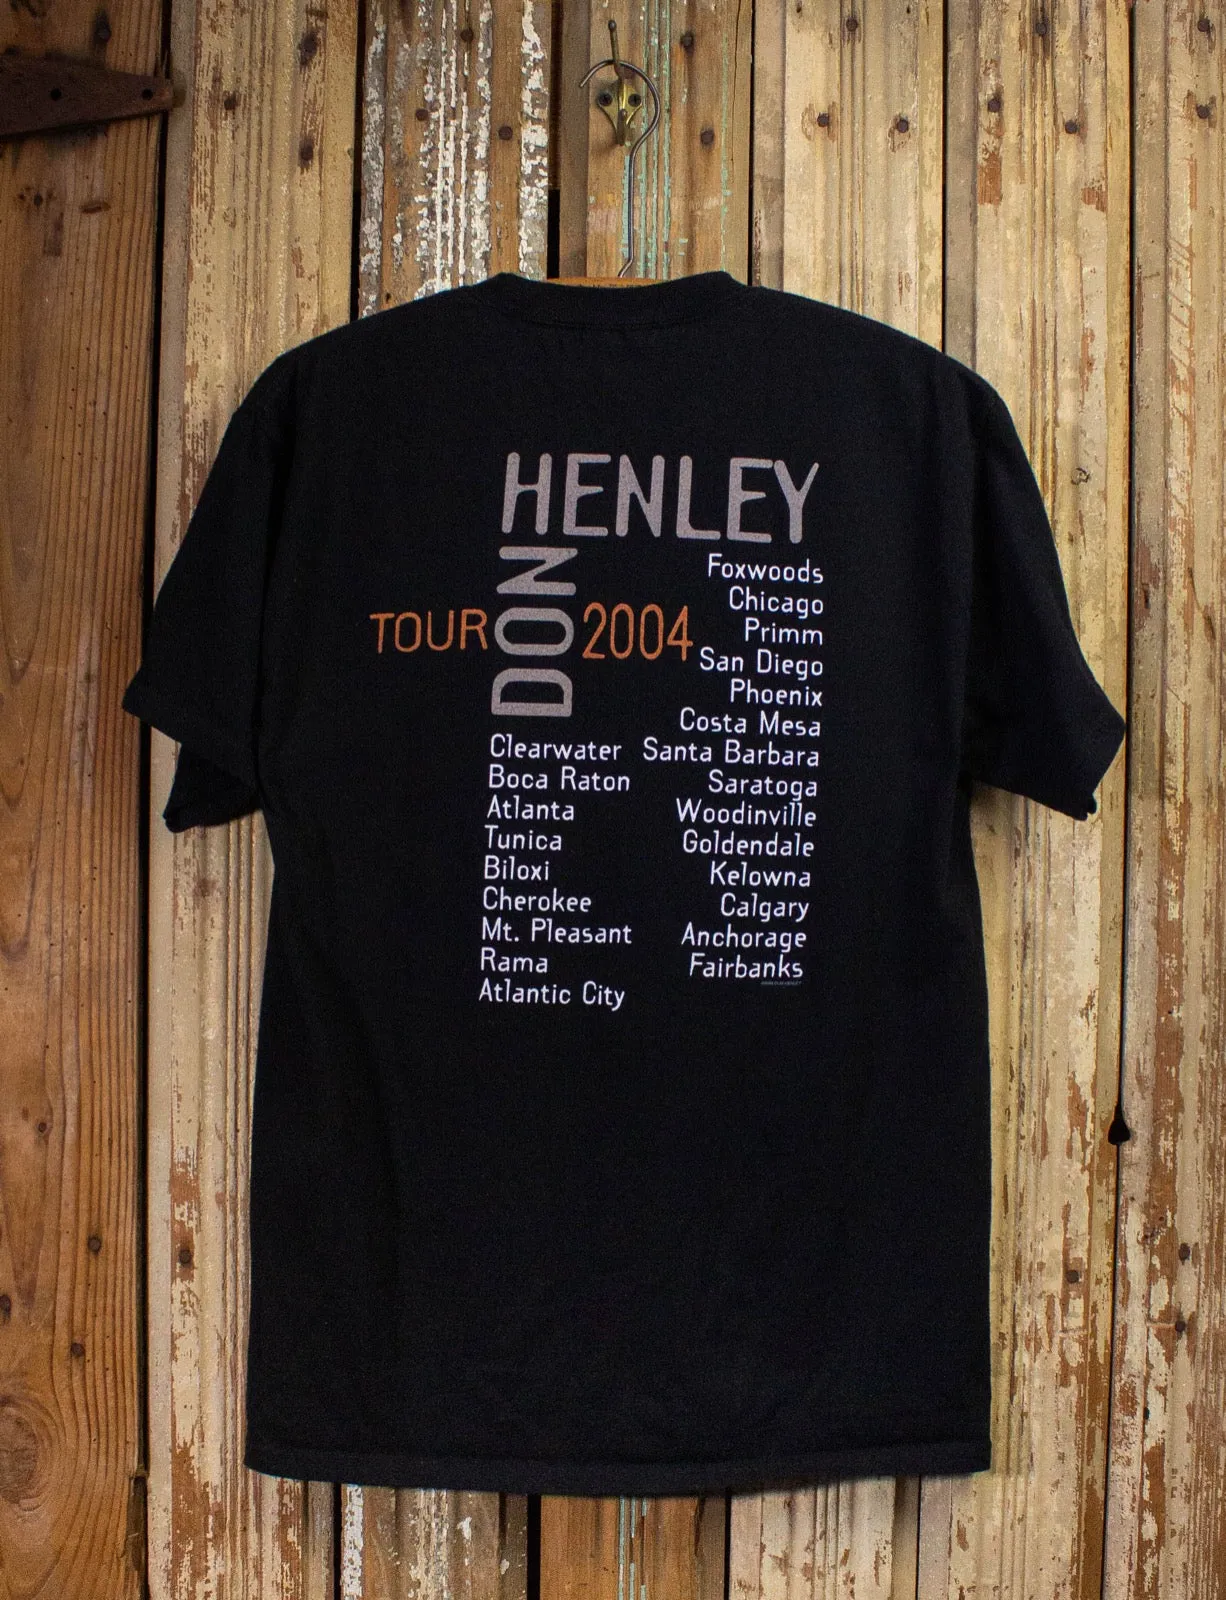 HENLEY
DON
TOUR 2004
Clearwater
Boca Raton
Atlanta
Tunica
Biloxi
Cherokee
Mt. Pleasant
Rama
Atlantic City
Foxwoods
Chicago
Primm
San Diego
Phoenix
Costa Mesa
Santa Barbara
Saratoga
Woodinville
Goldendale
Kelowna
Calgary
Anchorage
Fairbanks